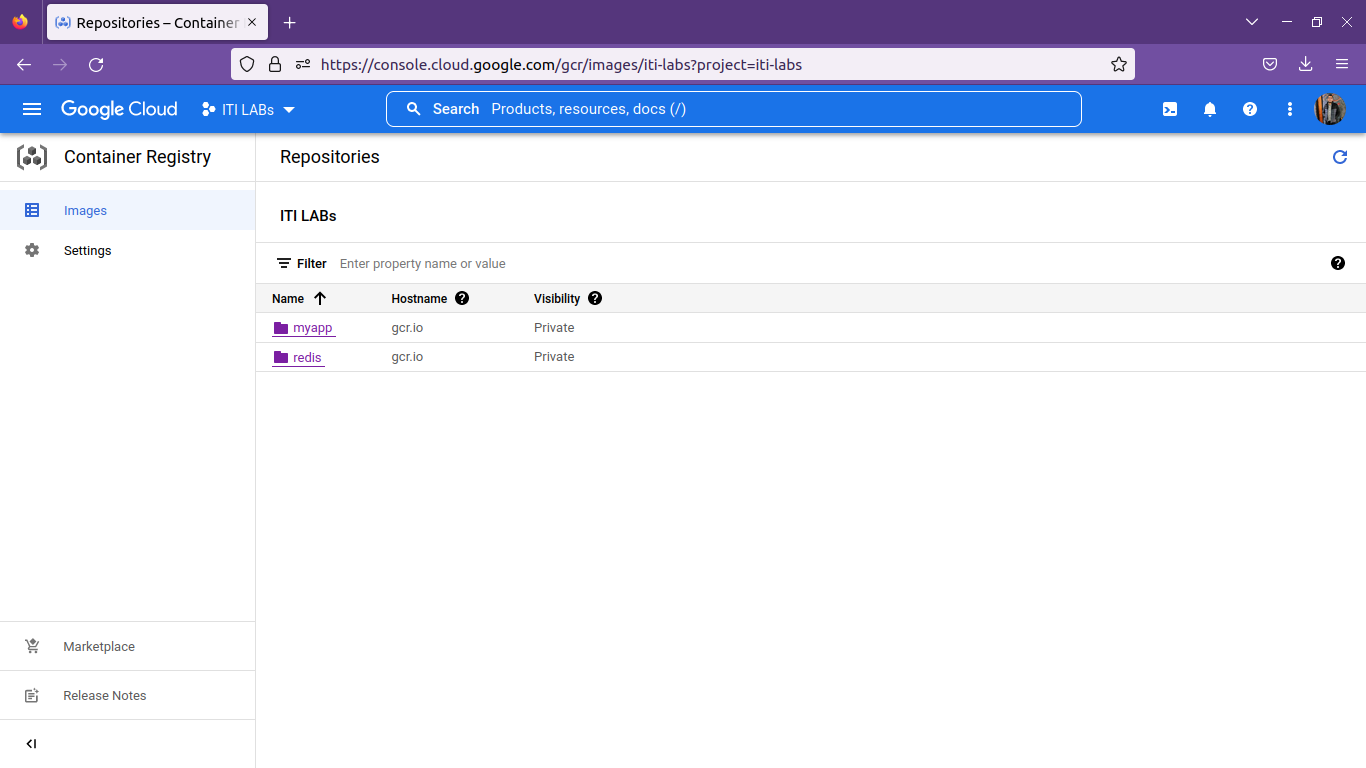 Repositories – Container
https://console.cloud.google.com/gcr/images/iti-labs?project=iti-labs
Google Cloud ITI LABs Search Products, resources, docs (/)
Container Registry
Repositories
Images
Settings
ITI LABs
Filter Enter property name or value
Name Hostname Visibility
myapp gcr.io Private
redis gcr.io Private
Marketplace
Release Notes